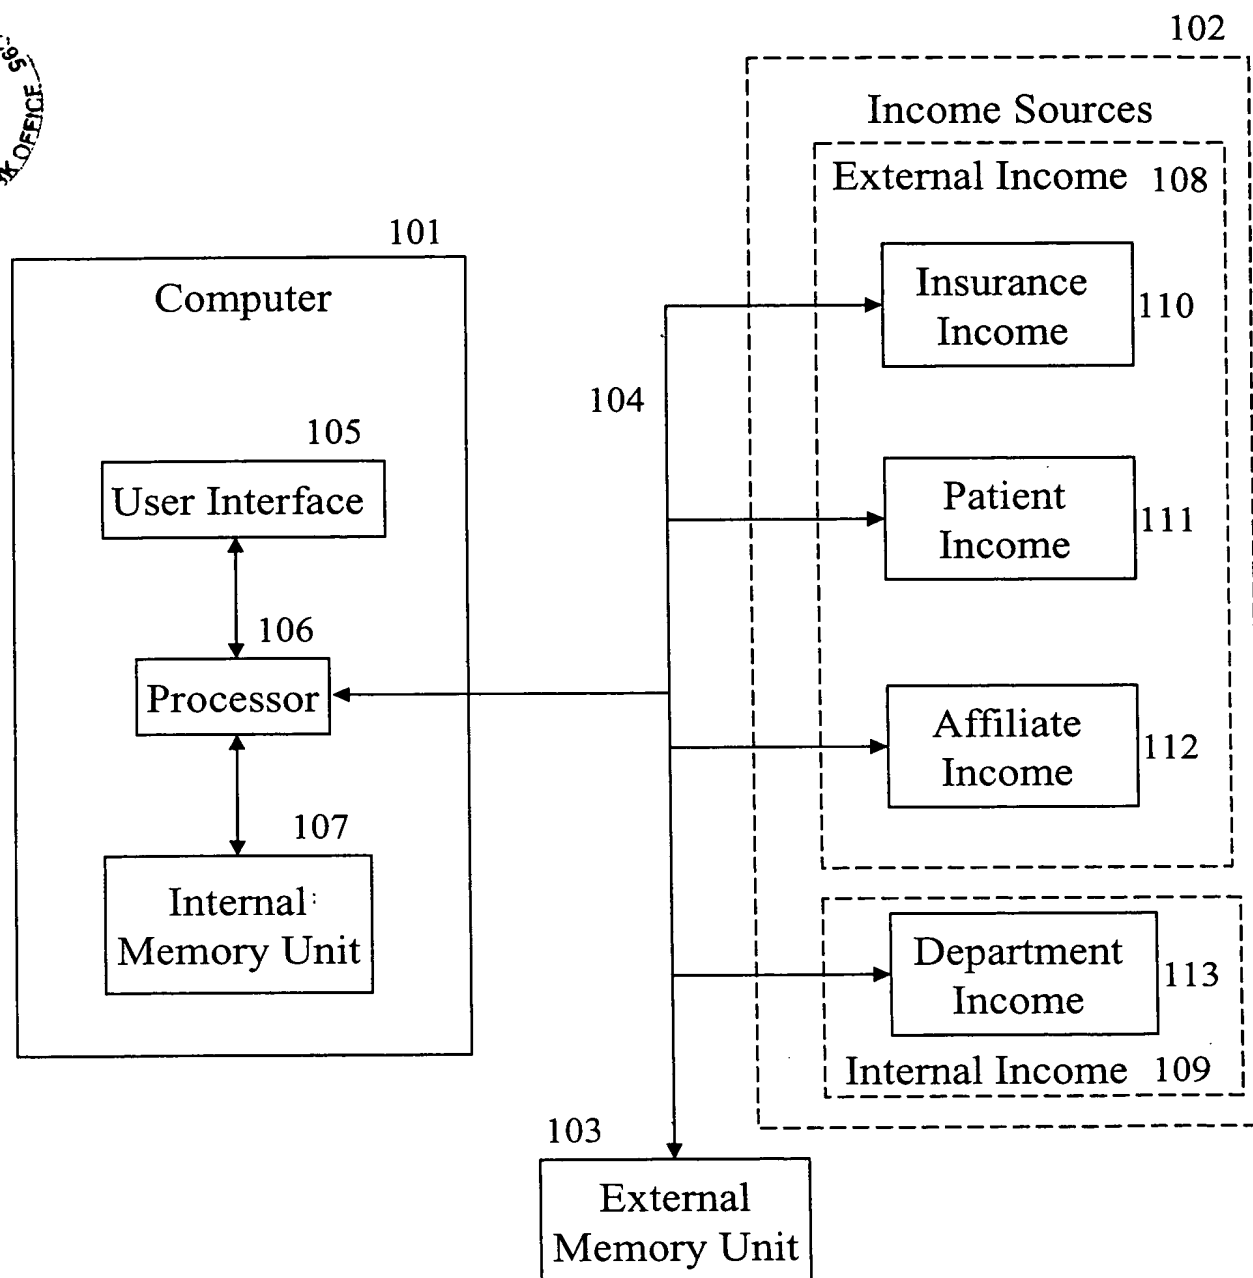 102
Income Sources
External Income 108
101
Computer
Insurance
Income
110
104
105
User Interface
Patient
Income
111
106
Processor
Affiliate
Income
112
107
Internal
Memory Unit
Department
Income
113
Internal Income 109
103
External
Memory Unit
OFFICE